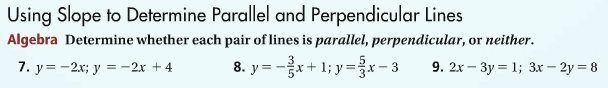 Using Slope to Determine Parallel and Perpendicular Lines
Algebra Determine whether each pair of lines is parallel, perpendicular, or neither.
7. y = −2x; y = −2x + 4 8. y = −3/5x + 1; y = 5/3x − 3 9. 2x − 3y = 1; 3x − 2y = 8